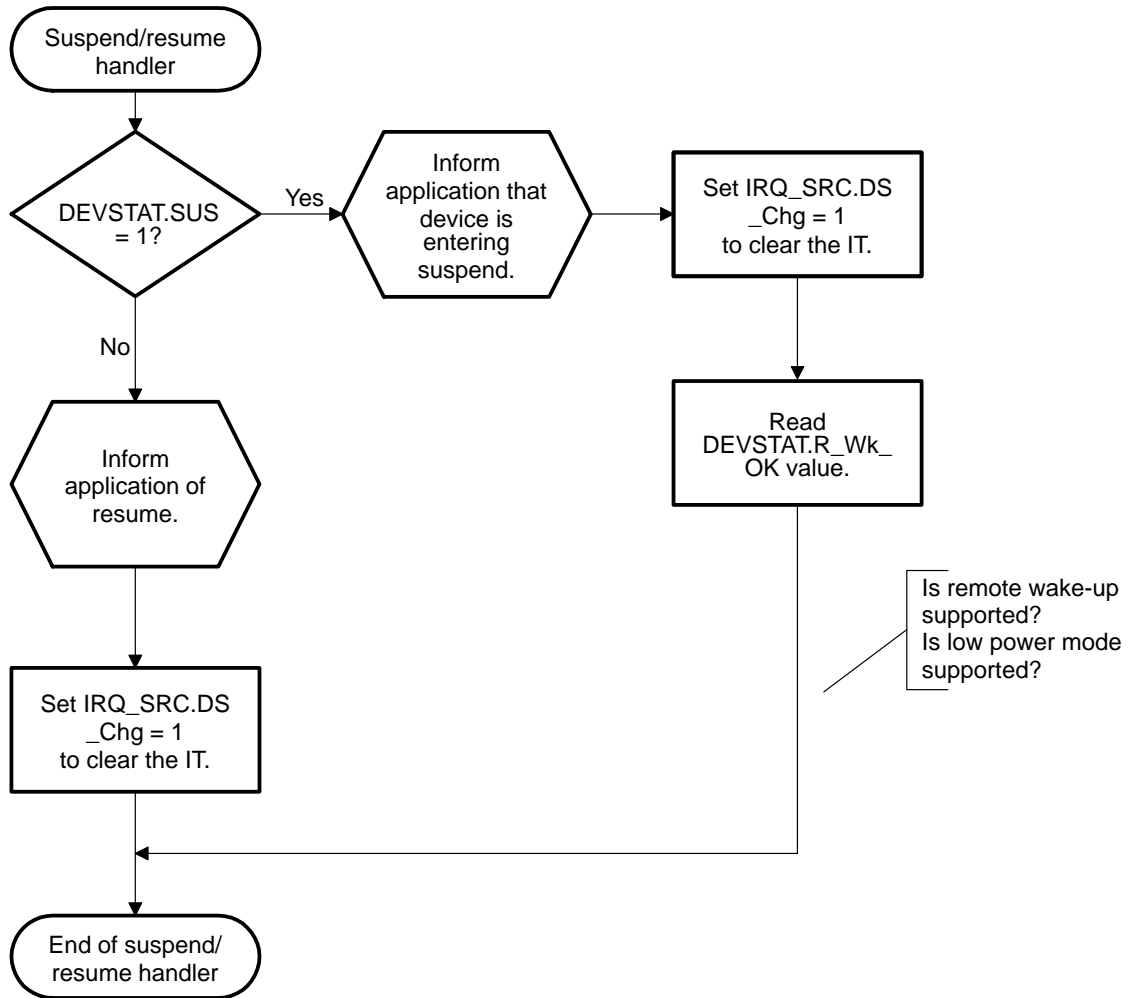 Suspend/resume
handler
DEVSTAT.SUS
= 1?
Yes
Inform
application that
device is
entering
suspend.
Set IRQ_SRC.DS
_Chg = 1
to clear the IT.
No
Read
DEVSTAT.R_Wk_
OK value.
Inform
application of
resume.
Is remote wake-up
supported?
Is low power mode
supported?
Set IRQ_SRC.DS
_Chg = 1
to clear the IT.
End of suspend/
resume handler